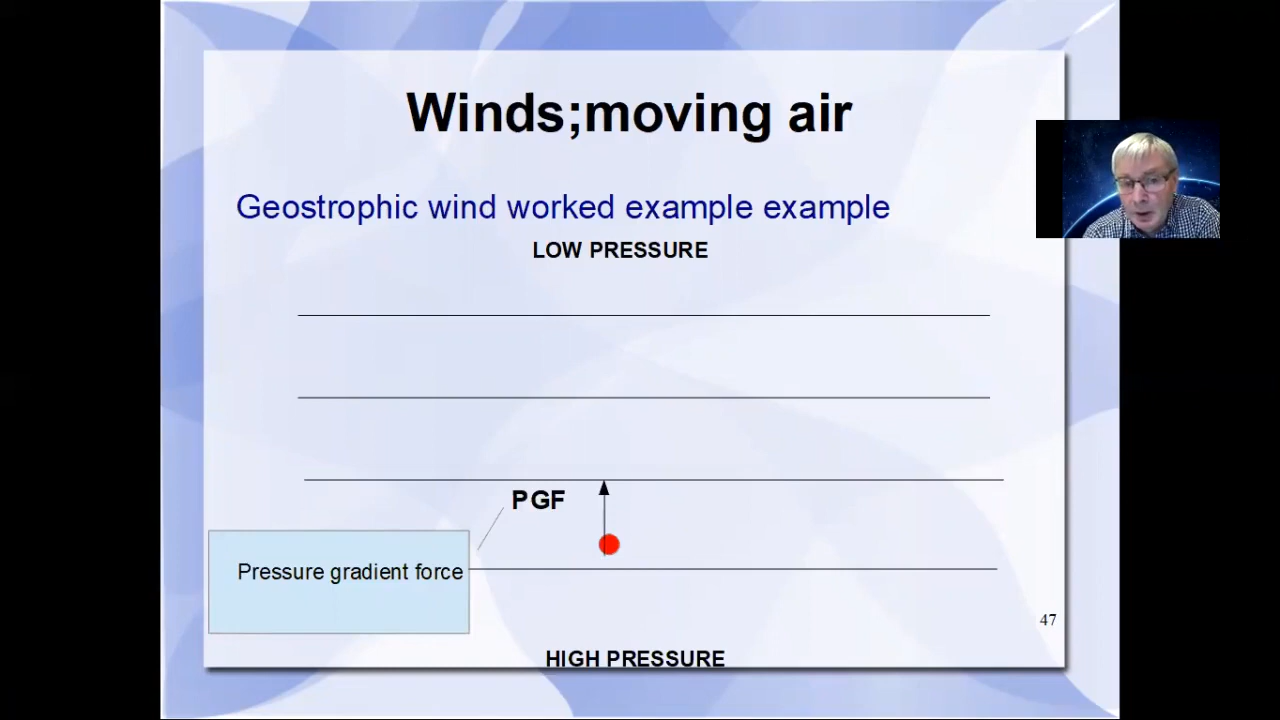 Winds;moving air
Geostrophic wind worked example example
LOW PRESSURE
PGF
Pressure gradient force
47
HIGH PRESSURE